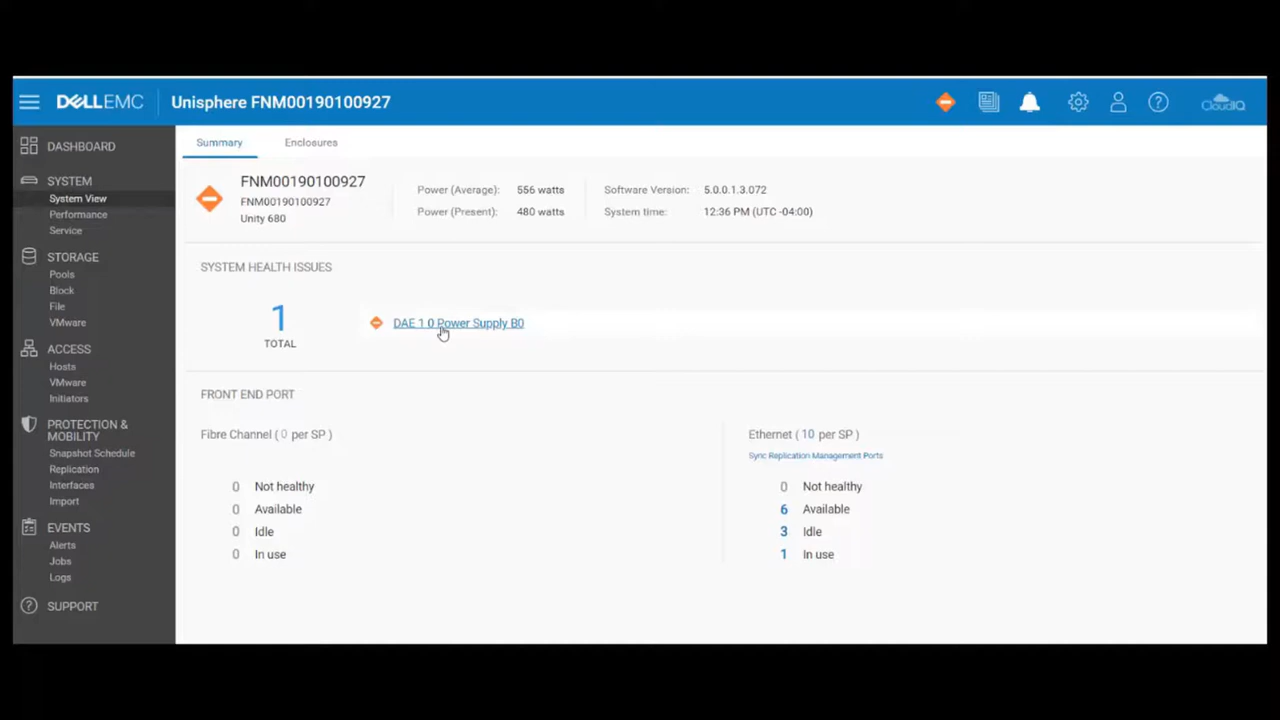 DELLEMC Unisphere FNM00190100927 CloudIQ
DASHBOARD
SYSTEM
System View
Performance
Service
STORAGE
Pools
Block
File
VMware
ACCESS
Hosts
VMware
Initiators
PROTECTION &
MOBILITY
Snapshot Schedule
Replication
Interfaces
Import
EVENTS
Alerts
Jobs
Logs
SUPPORT
Summary Enclosures
FNM00190100927
FNM00190100927
Unity 680
Power (Average): 556 watts
Power (Present): 480 watts
Software Version: 5.0.0.1.3.072
System time: 12:36 PM (UTC -04:00)
SYSTEM HEALTH ISSUES
1
TOTAL
DAE 1 0 Power Supply B0
FRONT END PORT
Fibre Channel ( 0 per SP )
0 Not healthy
0 Available
0 Idle
0 In use
Ethernet ( 10 per SP )
Sync Replication Management Ports
0 Not healthy
6 Available
3 Idle
1 In use